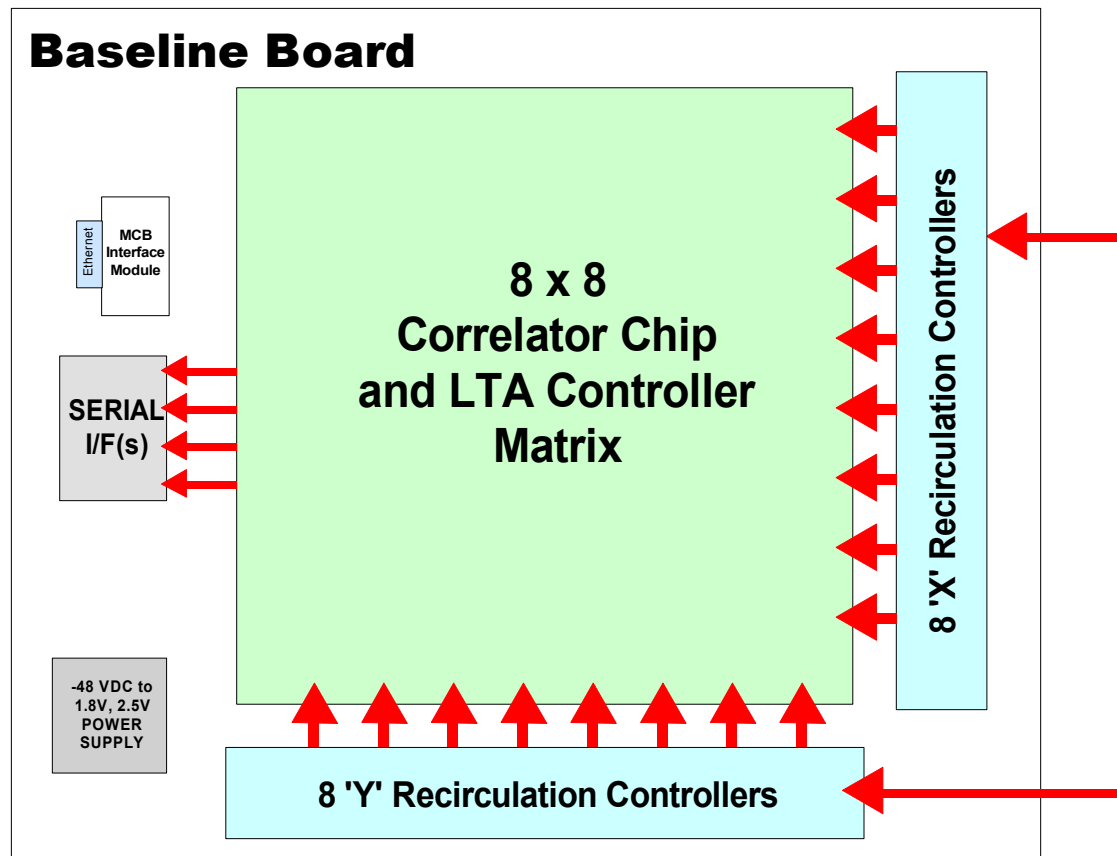 Baseline Board
Ethernet
MCB
Interface
Module
8 x 8
Correlator Chip
and LTA Controller
Matrix
8 'X' Recirculation Controllers
SERIAL
I/F(s)
-48 VDC to
1.8V, 2.5V
POWER
SUPPLY
8 'Y' Recirculation Controllers